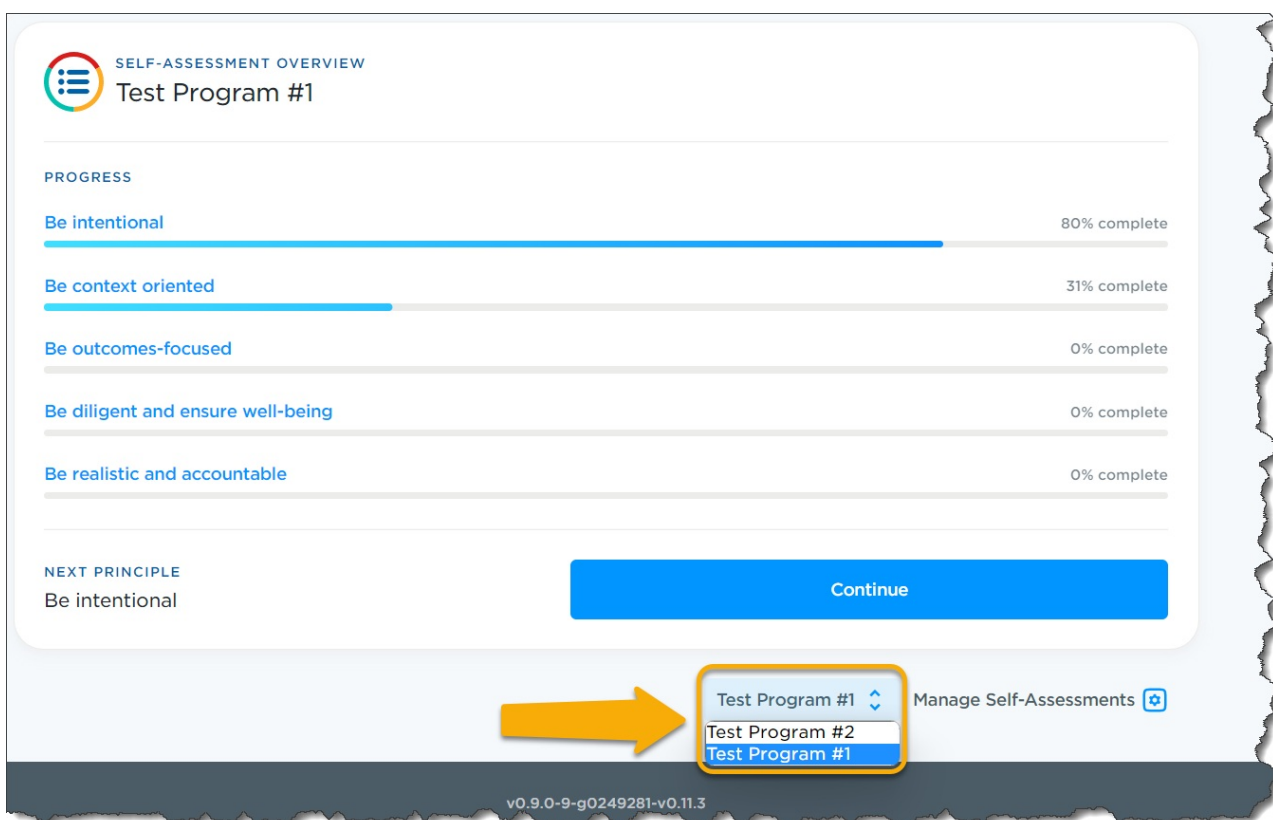 SELF-ASSESSMENT OVERVIEW
Test Program #1
PROGRESS
Be intentional
80% complete
Be context oriented
31% complete
Be outcomes-focused
0% complete
Be diligent and ensure well-being
0% complete
Be realistic and accountable
0% complete
NEXT PRINCIPLE
Be intentional
Continue
Test Program #1
Manage Self-Assessments
Test Program #2
Test Program #1
v0.9.0-9-g0249281-v0.11.3